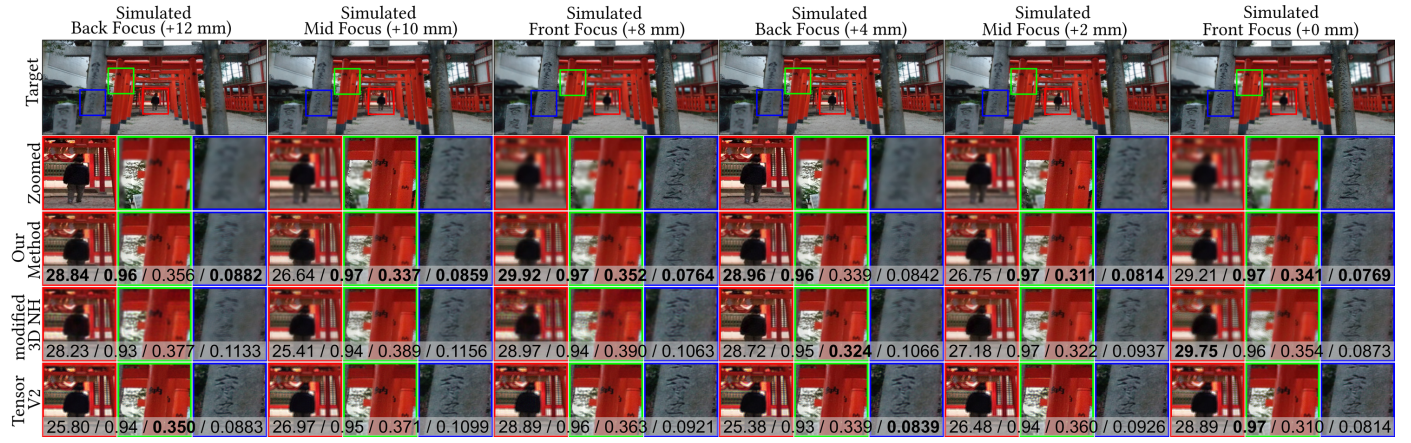 Simulated
Back Focus (+12 mm)
Simulated
Mid Focus (+10 mm)
Simulated
Front Focus (+8 mm)
Simulated
Back Focus (+4 mm)
Simulated
Mid Focus (+2 mm)
Simulated
Front Focus (+0 mm)
Target
Zoomed
Our
Method
28.84 / 0.96 / 0.356 / 0.0882
26.64 / 0.97 / 0.337 / 0.0859
29.92 / 0.97 / 0.352 / 0.0764
28.96 / 0.96 / 0.339 / 0.0842
26.75 / 0.97 / 0.311 / 0.0814
29.21 / 0.97 / 0.341 / 0.0769
modified
3D NH
28.23 / 0.93 / 0.377 / 0.1133
25.41 / 0.94 / 0.389 / 0.1156
28.97 / 0.94 / 0.390 / 0.1063
28.72 / 0.95 / 0.324 / 0.1066
27.18 / 0.97 / 0.322 / 0.0937
29.75 / 0.96 / 0.354 / 0.0873
Tensor
V2
25.80 / 0.94 / 0.350 / 0.0883
26.97 / 0.95 / 0.371 / 0.1099
28.89 / 0.96 / 0.363 / 0.0921
25.38 / 0.93 / 0.339 / 0.0839
26.48 / 0.94 / 0.360 / 0.0926
28.89 / 0.97 / 0.310 / 0.0814